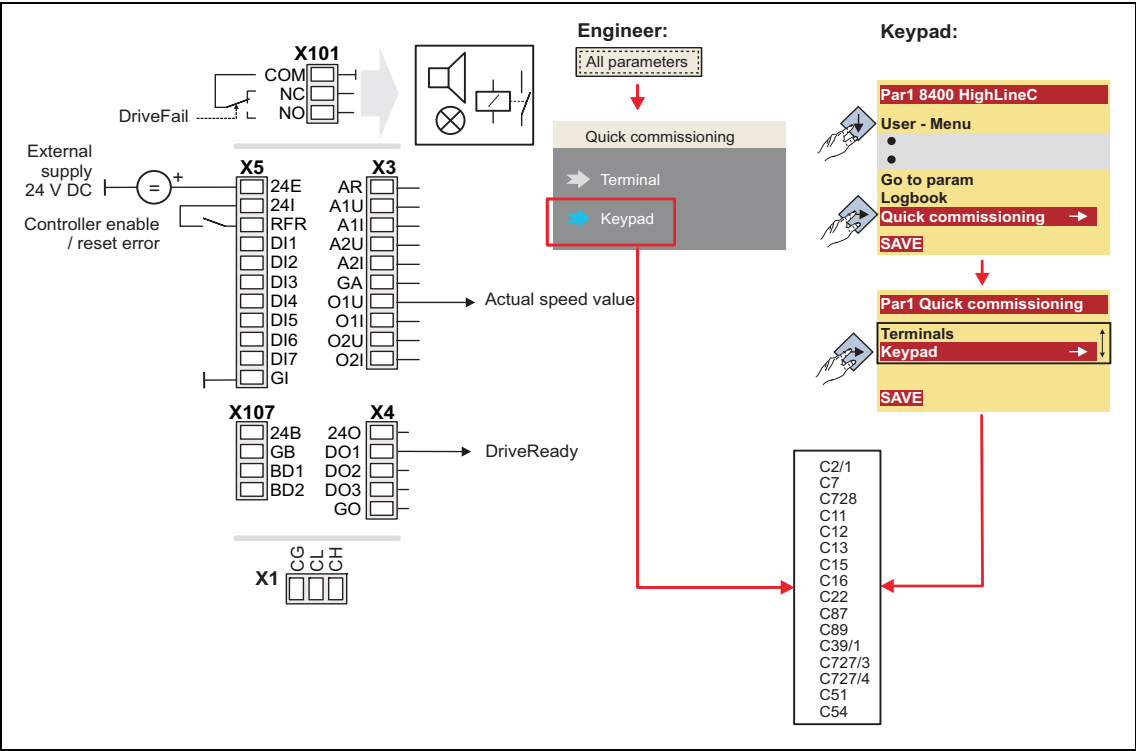 X101
COM
NC
NO
DriveFail
External
supply
24 V DC
=
+
Controller enable
/ reset error
X5
24E
24I
RFR
DI1
DI2
DI3
DI4
DI5
DI6
DI7
GI
X3
AR
A1U
A1I
A2U
A2I
GA
O1U
O1I
O2U
O2I
Actual speed value
X107
24B
GB
BD1
BD2
X4
24O
DO1
DO2
DO3
GO
DriveReady
X1
CG
CL
CH
Engineer:
All parameters
Quick commissioning
Terminal
Keypad
Keypad:
Par1 8400 HighLineC
User - Menu
Go to param
Logbook
Quick commissioning
SAVE
Par1 Quick commissioning
Terminals
Keypad
SAVE
C2/1
C7
C728
C11
C12
C13
C15
C16
C22
C87
C89
C39/1
C727/3
C727/4
C51
C54